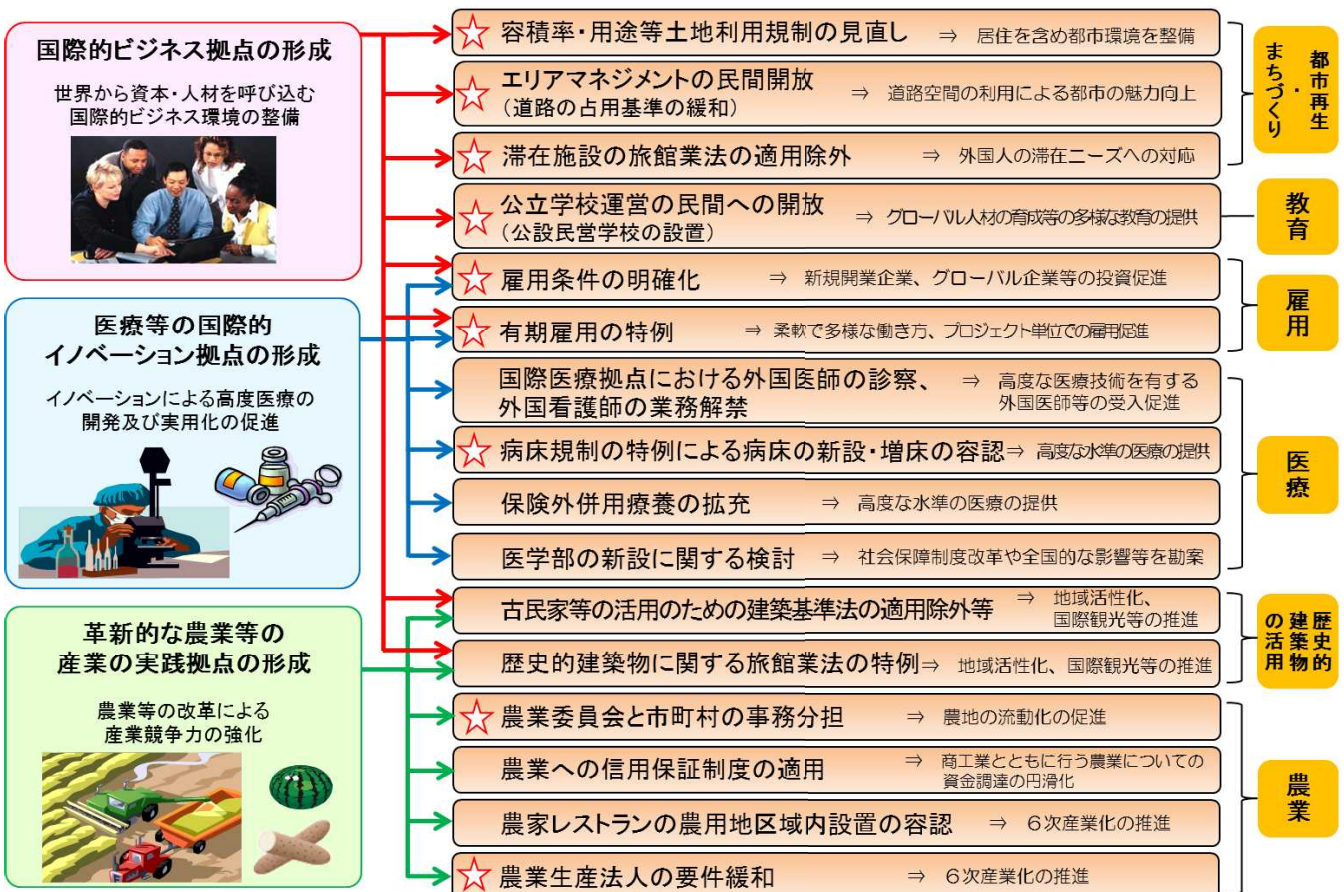 国際的ビジネス拠点の形成
世界から資本・人材を呼び込む
国際的ビジネス環境の整備
医療等の国際的
イノベーション拠点の形成
イノベーションによる高度医療の
開発及び実用化の促進
革新的な農業等の
産業の実践拠点の形成
農業等の改革による
産業競争力の強化
容積率・用途等土地利用規制の見直し ⇒ 居住を含め都市環境を整備
エリアマネジメントの民間開放
(道路の占用基準の緩和) ⇒ 道路空間の利用による都市の魅力向上
滞在施設の旅館業法の適用除外 ⇒ 外国人の滞在ニーズへの対応
都市再生
・
まちづくり
公立学校運営の民間への開放
(公設民営学校の設置) ⇒ グローバル人材の育成等の多様な教育の提供
教育
雇用条件の明確化 ⇒ 新規開業企業、グローバル企業等の投資促進
有期雇用の特例 ⇒ 柔軟で多様な働き方、プロジェクト単位での雇用促進
雇用
国際医療拠点における外国医師の診察、
外国看護師の業務解禁
⇒ 高度な医療技術を有する
外国医師等の受入促進
病床規制の特例による病床の新設・増床の容認⇒ 高度な水準の医療の提供
保険外併用療養の拡充 ⇒ 高度な水準の医療の提供
医学部の新設に関する検討 ⇒ 社会保障制度改革や全国的な影響等を勘案
医療
古民家等の活用のための建築基準法の適用除外等
⇒ 地域活性化、
国際観光等の推進
歴史的建築物に関する旅館業法の特例⇒ 地域活性化、国際観光等の推進
歴史的
建築物
の活用
農業委員会と市町村の事務分担 ⇒ 農地の流動化の促進
農業への信用保証制度の適用
⇒ 商工業とともに行う農業についての
資金調達の円滑化
農家レストランの農用地区域内設置の容認 ⇒ 6次産業化の推進
農業生産法人の要件緩和 ⇒ 6次産業化の推進
農業